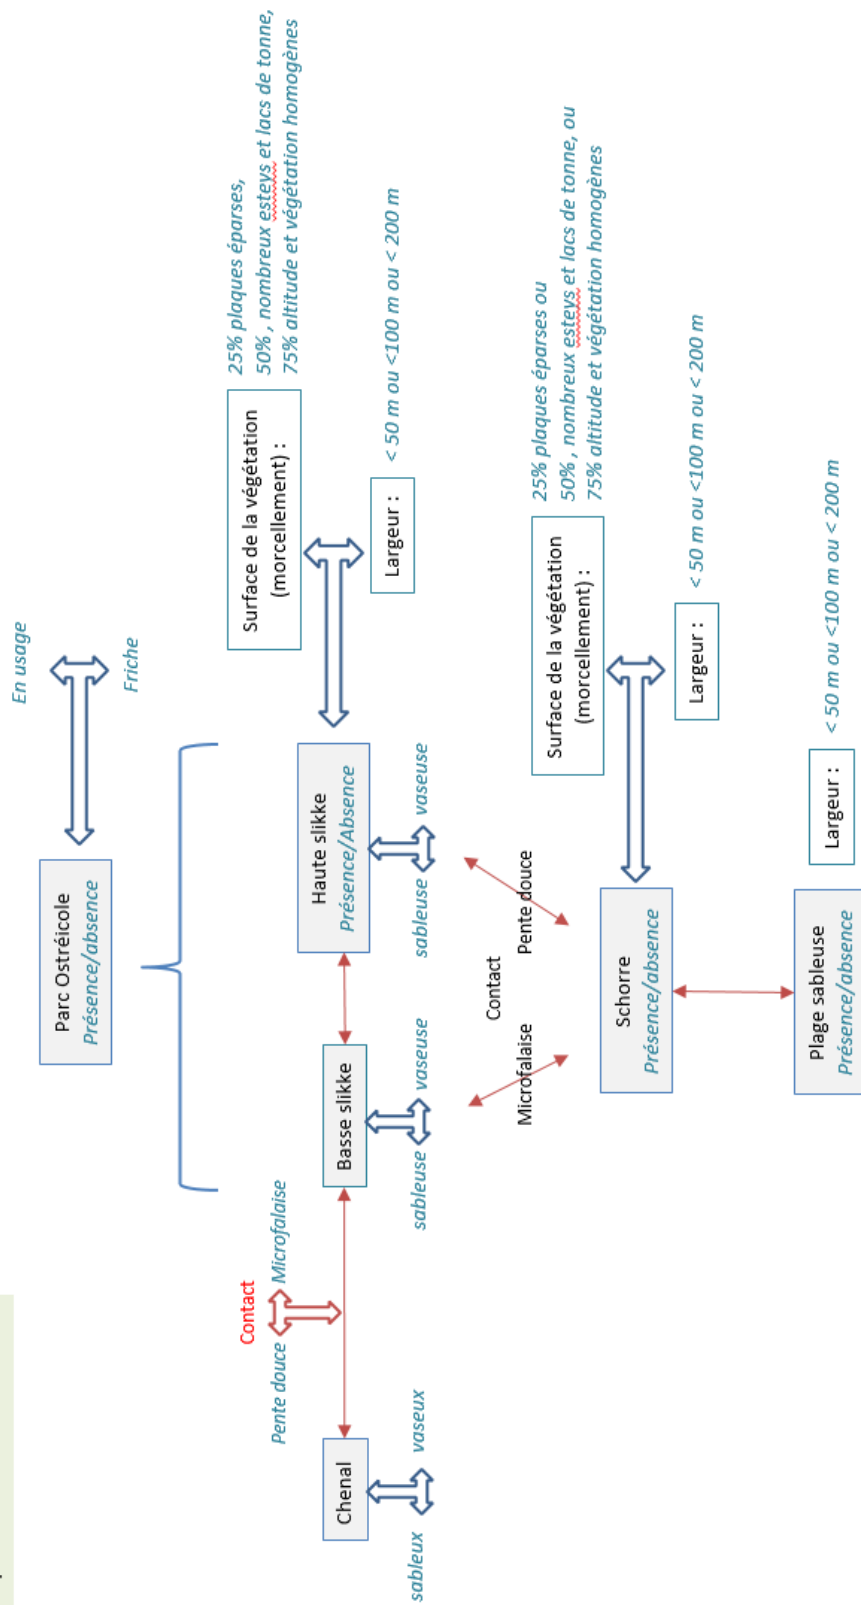 En usage
Parc Ostréicole
Présence/absence
Friche
25% plaques éparses,
50% , nombreux esteys et lacs de tonne,
75% altitude et végétation homogènes
Surface de la végétation
(morcellement) :
Contact
Pente douce
Microfalaise
Chenal
Basse slikke
Haute slikke
Présence/Absence
Largeur :
< 50 m ou <100 m ou < 200 m
sableux
vaseux
sableuse
vaseuse
sableuse
vaseuse
Contact
Microfalaise
Pente douce
25% plaques éparses ou
50% , nombreux esteys et lacs de tonne, ou
75% altitude et végétation homogènes
Surface de la végétation
(morcellement) :
Schorre
Présence/absence
Largeur :
< 50 m ou <100 m ou < 200 m
Plage sableuse
Présence/absence
Largeur :
< 50 m ou <100 m ou < 200 m